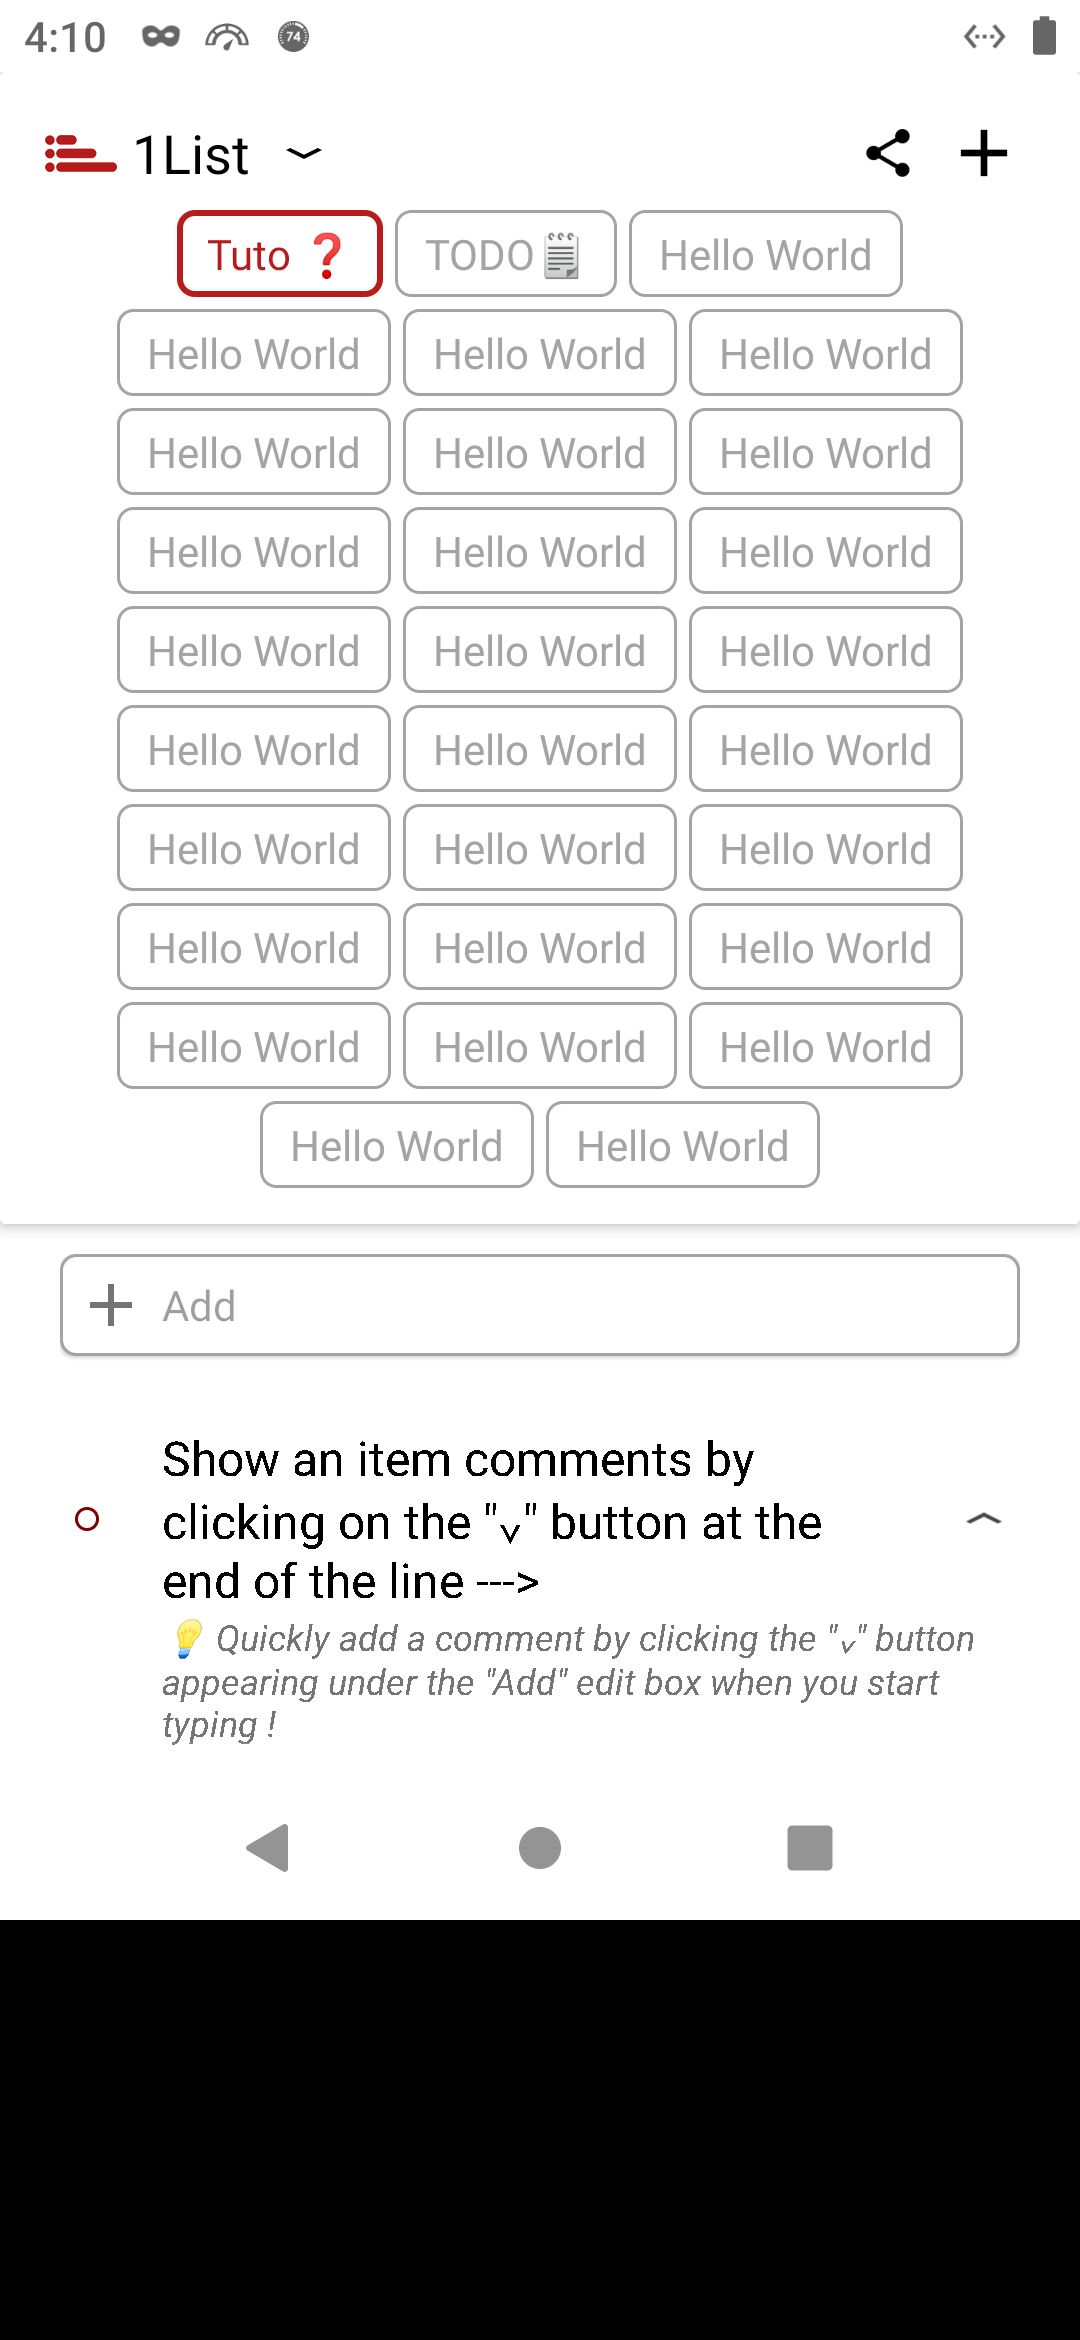 4:10
74
1List
Tuto ❓ TODO🗒 Hello World
Hello World Hello World Hello World
Hello World Hello World Hello World
Hello World Hello World Hello World
Hello World Hello World Hello World
Hello World Hello World Hello World
Hello World Hello World Hello World
Hello World Hello World Hello World
Hello World Hello World Hello World
Hello World Hello World
Add
Show an item comments by
clicking on the "˅" button at the
end of the line --->
💡 Quickly add a comment by clicking the "˅" button
appearing under the "Add" edit box when you start
typing !